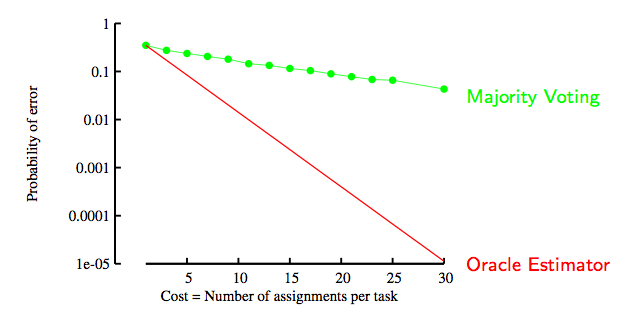 1
0.1
0.01
0.001
0.0001
1e-05
Probability of error
Majority Voting
Oracle Estimator
5 10 15 20 25 30
Cost = Number of assignments per task